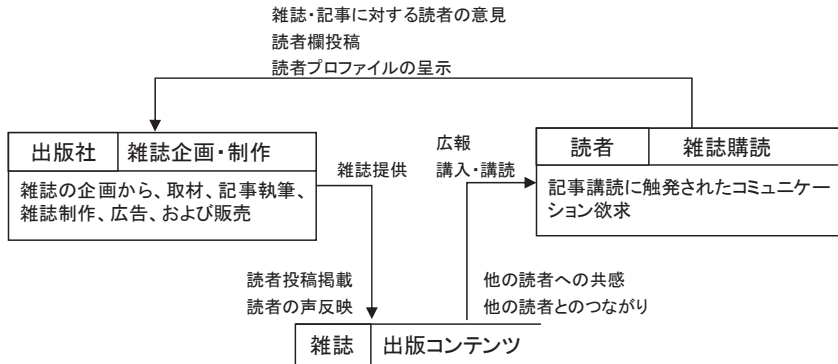 雑誌・記事に対する読者の意見
読者欄投稿
読者プロファイルの呈示
出版社
雑誌企画・制作
雑誌の企画から、取材、記事執筆、
雑誌制作、広告、および販売
雑誌提供
広報
講入・講読
読者
雑誌購読
記事講読に触発されたコミュニケー
ション欲求
読者投稿掲載
読者の声反映
他の読者への共感
他の読者とのつながり
雑誌
出版コンテンツ